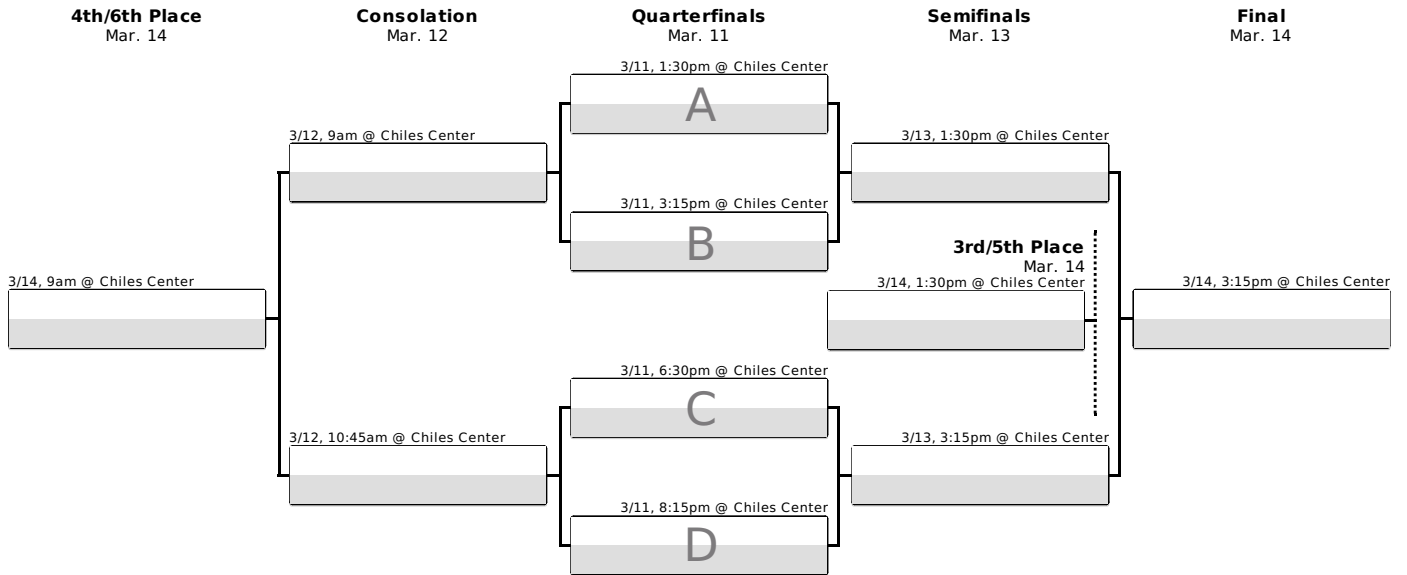 4th/6th Place
Mar. 14
Consolation
Mar. 12
Quarterfinals
Mar. 11
Semifinals
Mar. 13
Final
Mar. 14
3/11, 1:30pm @ Chiles Center
A
3/12, 9am @ Chiles Center
3/13, 1:30pm @ Chiles Center
3/11, 3:15pm @ Chiles Center
B
3rd/5th Place
Mar. 14
3/14, 9am @ Chiles Center
3/14, 1:30pm @ Chiles Center
3/14, 3:15pm @ Chiles Center
3/11, 6:30pm @ Chiles Center
C
3/12, 10:45am @ Chiles Center
3/13, 3:15pm @ Chiles Center
3/11, 8:15pm @ Chiles Center
D